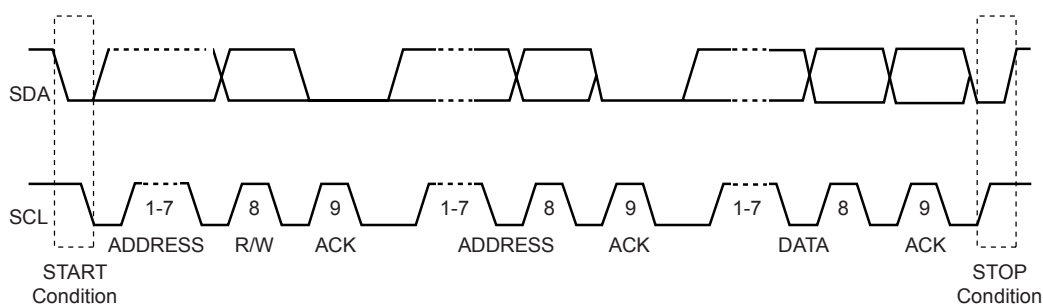 SDA
SCL
1-7 8 9 1-7 8 9 1-7 8 9
ADDRESS R/W ACK ADDRESS ACK DATA ACK
START
Condition
STOP
Condition